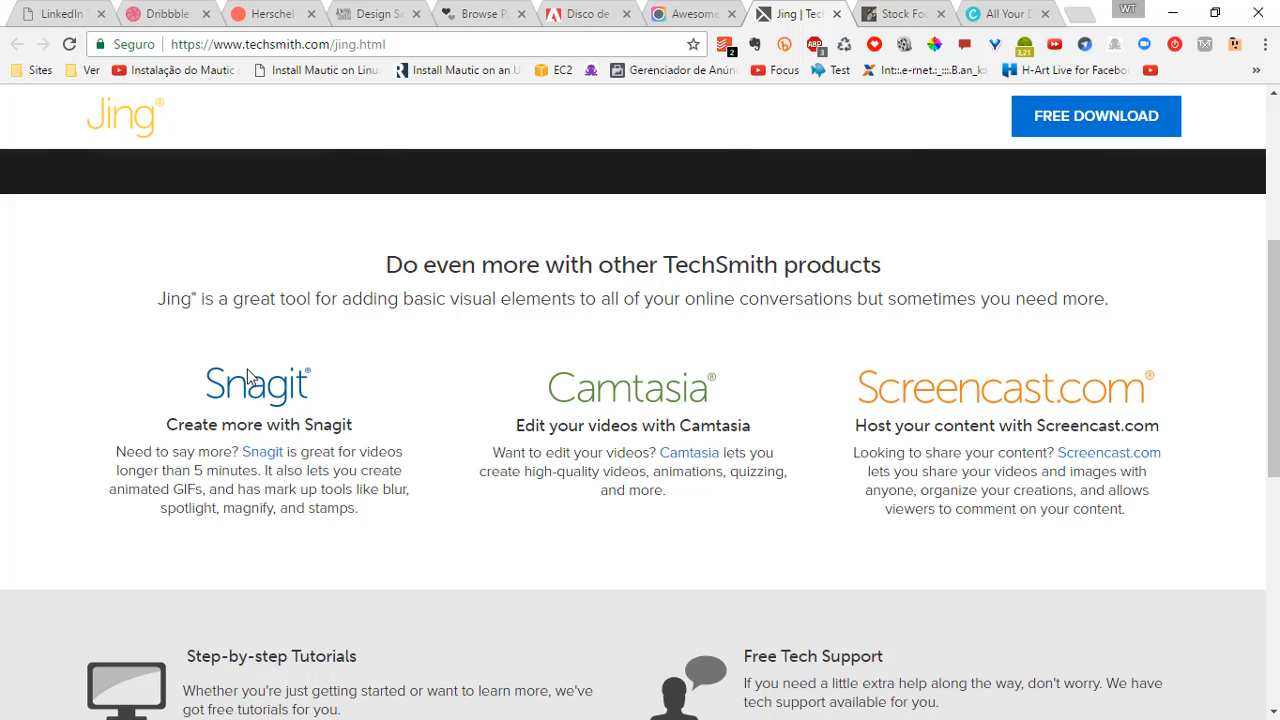 LinkedIn
Dribbble
Herschel
Design Se
Browse P
Disco de
Awesome
Jing | Tech
Stock Foo
All Your D
WT
Seguro
https://www.techsmith.com/jing.html
2
ABP
3
3,21
Sites
Ver
Instalação do Mautic
Install Mautic on Linu
Install Mautic on an U
EC2
Gerenciador de Anún
Focus
Test
Int::.e-rnet.:_:::.B.an_k
H-Art Live for Facebo
»
Jing®
FREE DOWNLOAD
Do even more with other TechSmith products
Jing® is a great tool for adding basic visual elements to all of your online conversations but sometimes you need more.
Snagit®
Create more with Snagit
Need to say more? Snagit is great for videos
longer than 5 minutes. It also lets you create
animated GIFs, and has mark up tools like blur,
spotlight, magnify, and stamps.
Camtasia®
Edit your videos with Camtasia
Want to edit your videos? Camtasia lets you
create high-quality videos, animations, quizzing,
and more.
Screencast.com®
Host your content with Screencast.com
Looking to share your content? Screencast.com
lets you share your videos and images with
anyone, organize your creations, and allows
viewers to comment on your content.
Step-by-step Tutorials
Whether you're just getting started or want to learn more, we've
got free tutorials for you.
Free Tech Support
If you need a little extra help along the way, don't worry. We have
tech support available for you.